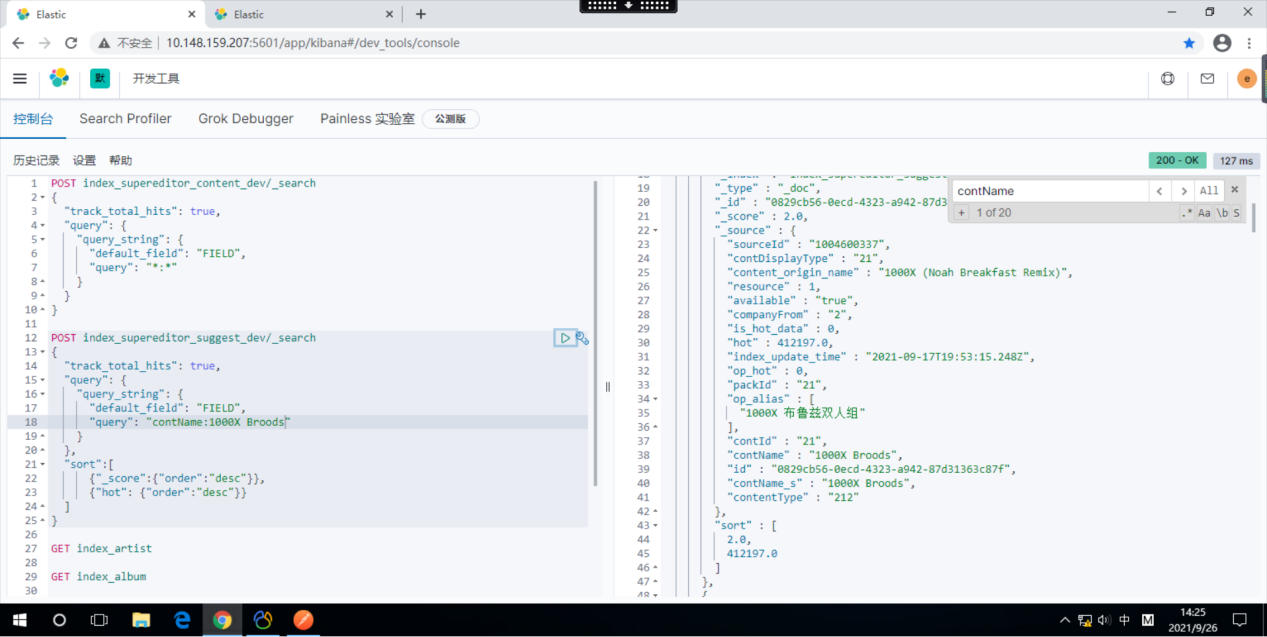 Elastic
Elastic
不安全 10.148.159.207:5601/app/kibana#/dev_tools/console
默 开发工具 e
控制台 Search Profiler Grok Debugger Painless 实验室 公测版
历史记录 设置 帮助 200 - OK 127 ms
1 POST index_supereditor_content_dev/_search
2 {
3 "track_total_hits": true,
4 "query": {
5 "query_string": {
6 "default_field": "FIELD",
7 "query": "*:*"
8 }
9 }
10 }
11
12 POST index_supereditor_suggest_dev/_search
13 {
14 "track_total_hits": true,
15 "query": {
16 "query_string": {
17 "default_field": "FIELD",
18 "query": "contName:1000X Broods"
19 }
20 },
21 "sort":[
22 {"_score":{"order":"desc"}},
23 {"hot": {"order":"desc"}}
24 ]
25 }
26
27 GET index_artist
28
29 GET index_album
30
contName All
+ 1 of 20 .* Aa \b S
19 "_type" : "_doc",
20 "_id" : "0829cb56-0ecd-4323-a942-87d3
21 "_score" : 2.0,
22 "_source" : {
23 "sourceId" : "1004600337",
24 "contDisplayType" : "21",
25 "content_origin_name" : "1000X (Noah Breakfast Remix)",
26 "resource" : 1,
27 "available" : "true",
28 "companyFrom" : "2",
29 "is_hot_data" : 0,
30 "hot" : 412197.0,
31 "index_update_time" : "2021-09-17T19:53:15.248Z",
32 "op_hot" : 0,
33 "packId" : "21",
34 "op_alias" : [
35 "1000X 布鲁兹双人组"
36 ],
37 "contId" : "21",
38 "contName" : "1000X Broods",
39 "id" : "0829cb56-0ecd-4323-a942-87d31363c87f",
40 "contName_s" : "1000X Broods",
41 "contentType" : "212"
42 },
43 "sort" : [
44 2.0,
45 412197.0
46 ]
47 },
48 {
中 M 14:25
2021/9/26